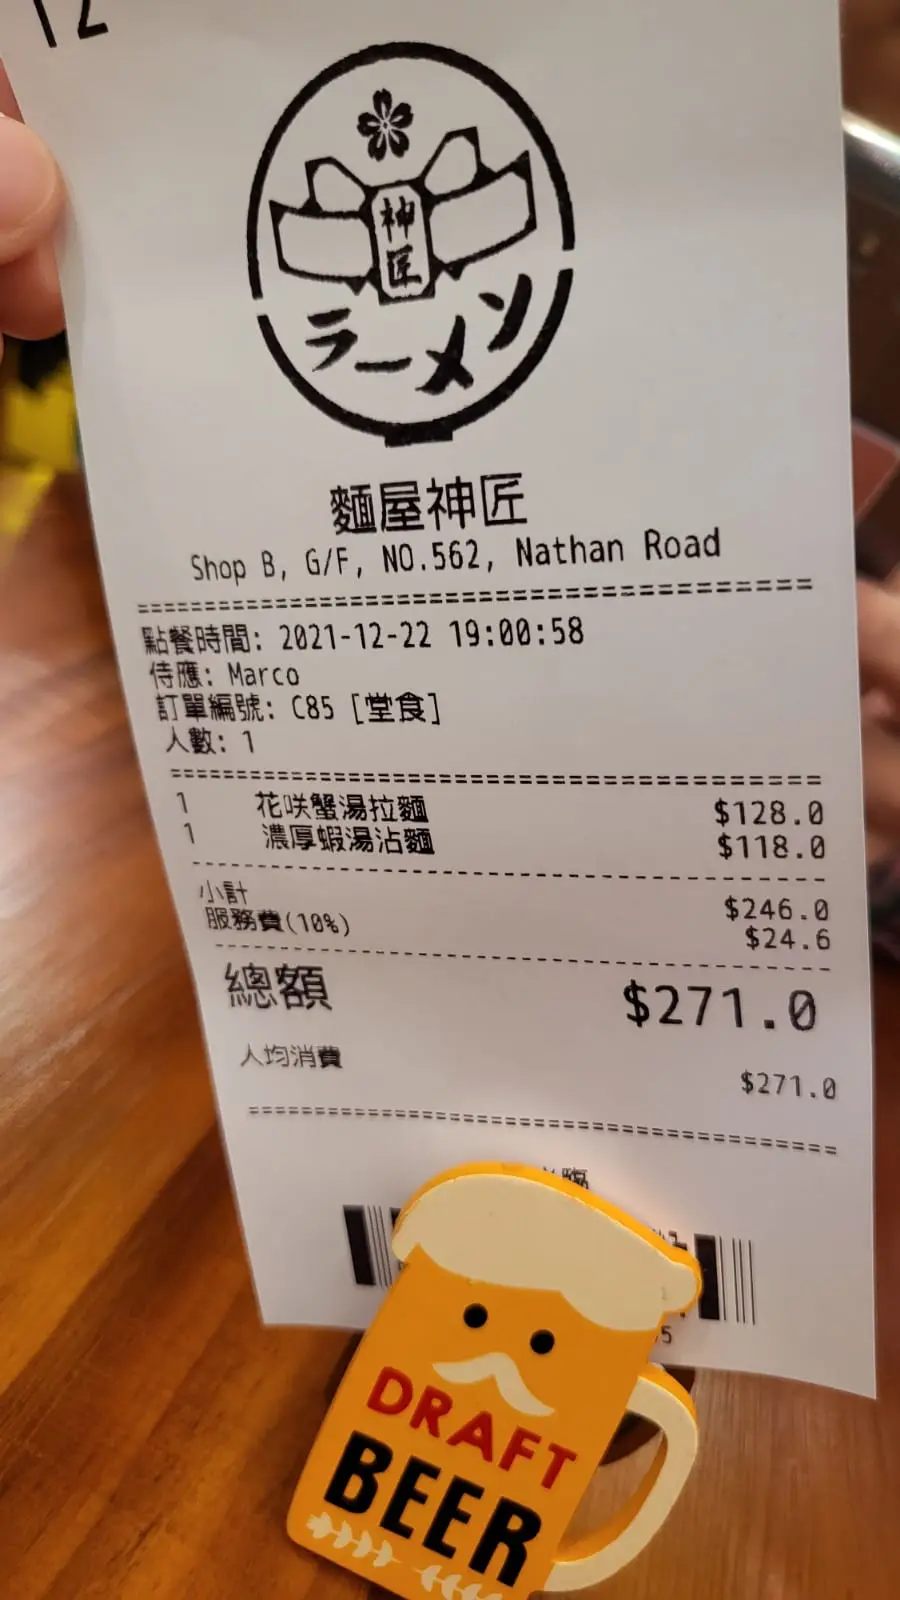 12
神匠
ラーメン
麵屋神匠
Shop B, G/F, NO.562, Nathan Road
點餐時間: 2021-12-22 19:00:58
侍應: Marco
訂單編號: C85 [堂食]
人數: 1
1 花咲蟹湯拉麵 $128.0
1 濃厚蝦湯沾麵 $118.0
小計 $246.0
服務費(10%) $24.6
總額 $271.0
人均消費 $271.0
DRAFT
BEER